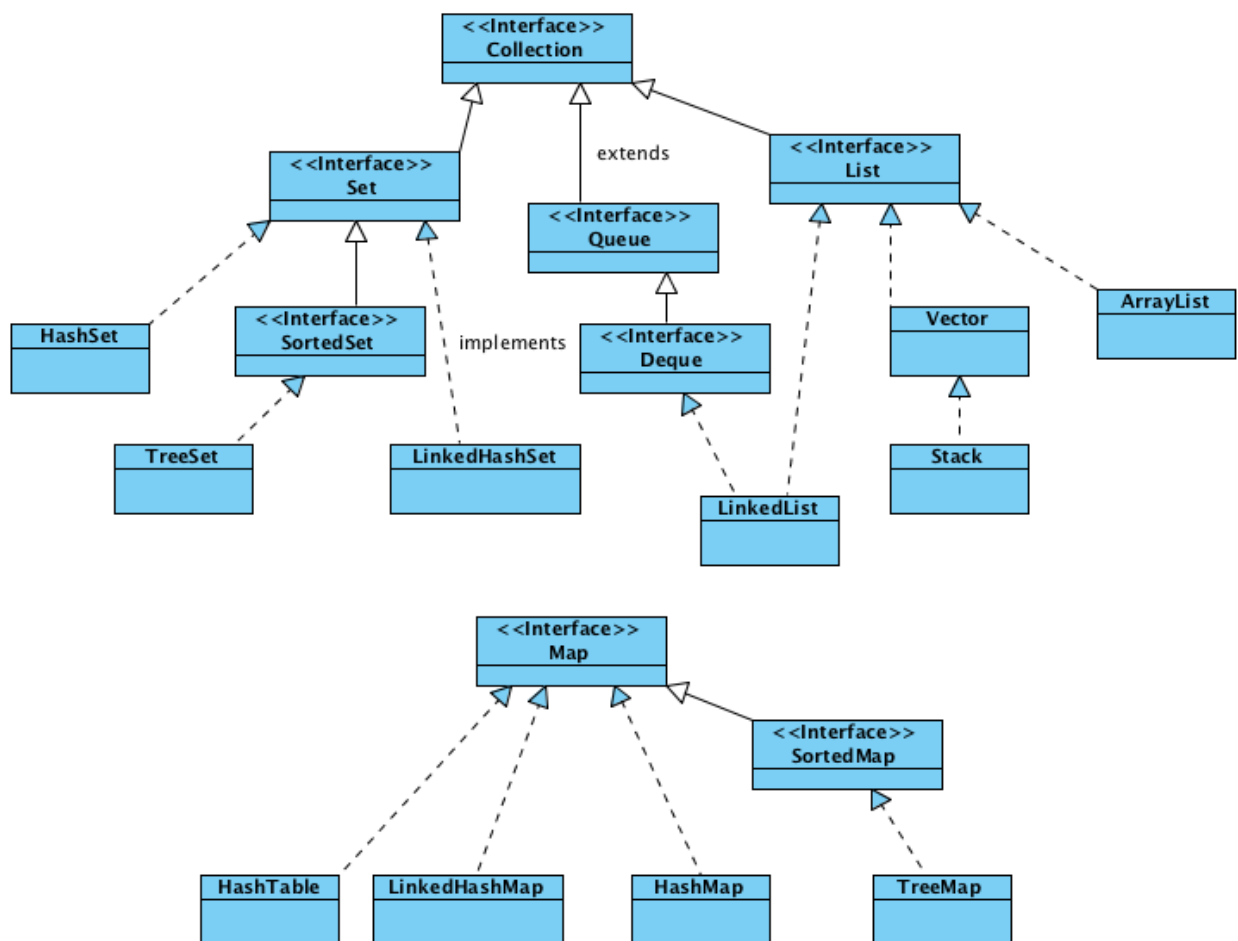 <<Interface>>
Collection
<<Interface>>
Set
extends
<<Interface>>
List
<<Interface>>
Queue
HashSet
<<Interface>>
SortedSet
implements
<<Interface>>
Deque
Vector
ArrayList
TreeSet
LinkedHashSet
LinkedList
Stack
<<Interface>>
Map
<<Interface>>
SortedMap
HashTable
LinkedHashMap
HashMap
TreeMap